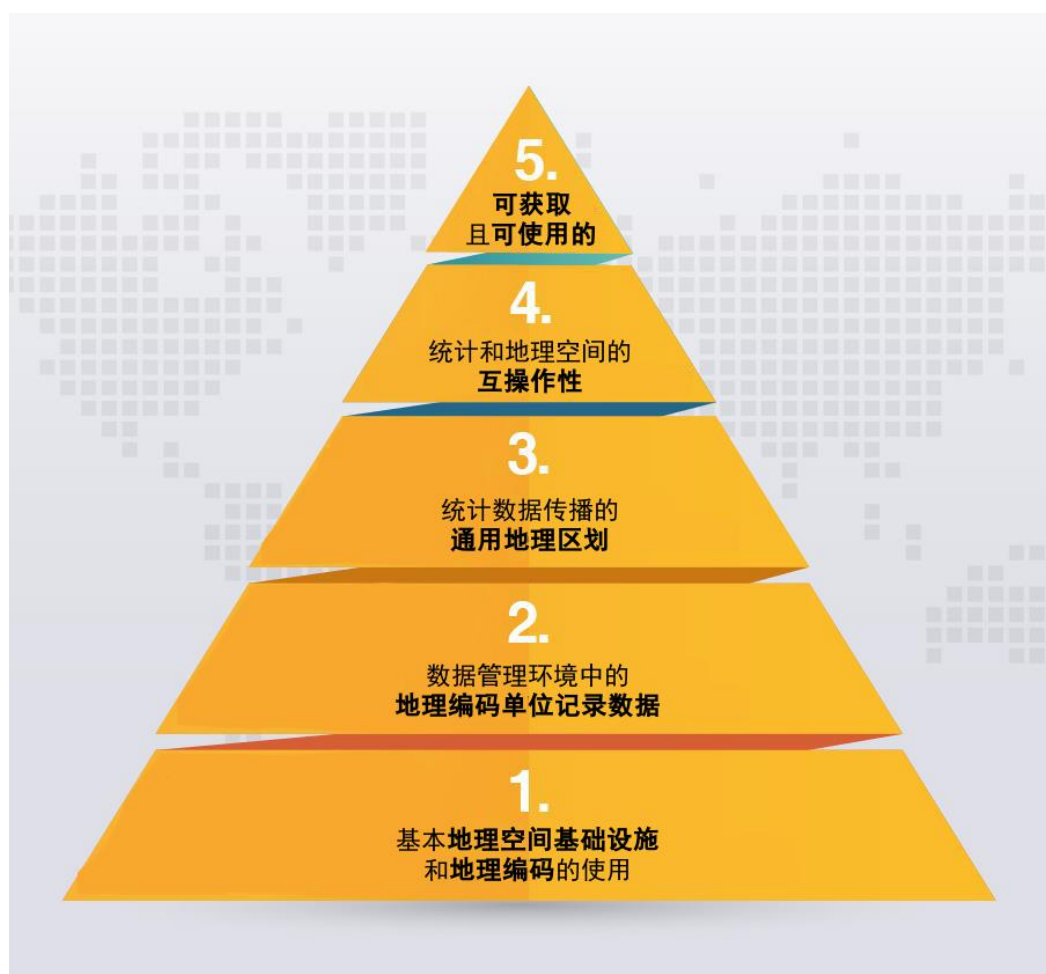 5.
可获取
且可使用的
4.
统计和地理空间的
互操作性
3.
统计数据传播的
通用地理区划
2.
数据管理环境中的
地理编码单位记录数据
1.
基本地理空间基础设施
和地理编码的使用